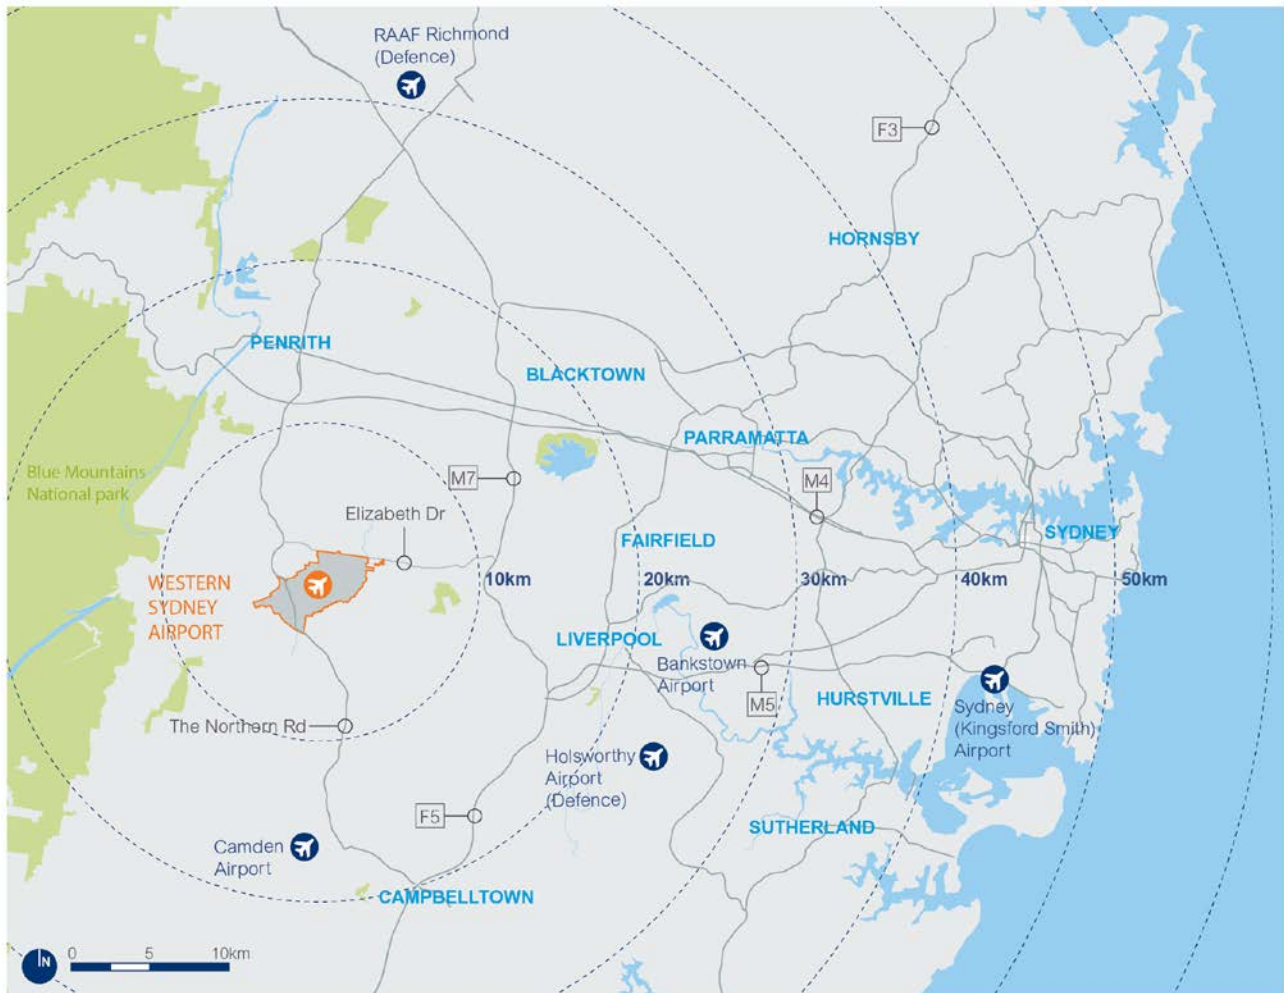 RAAF Richmond
(Defence)
F3
HORNSBY
PENRITH
BLACKTOWN
PARRAMATTA
Blue Mountains
National park
M7
M4
Elizabeth Dr
FAIRFIELD
SYDNEY
WESTERN
SYDNEY
AIRPORT
10km
20km
30km
40km
50km
LIVERPOOL
Bankstown
Airport
M5
HURSTVILLE
Sydney
(Kingsford Smith)
Airport
The Northern Rd
Holsworthy
Airport
(Defence)
F5
SUTHERLAND
Camden
Airport
CAMPBELLTOWN
N
0
5
10km